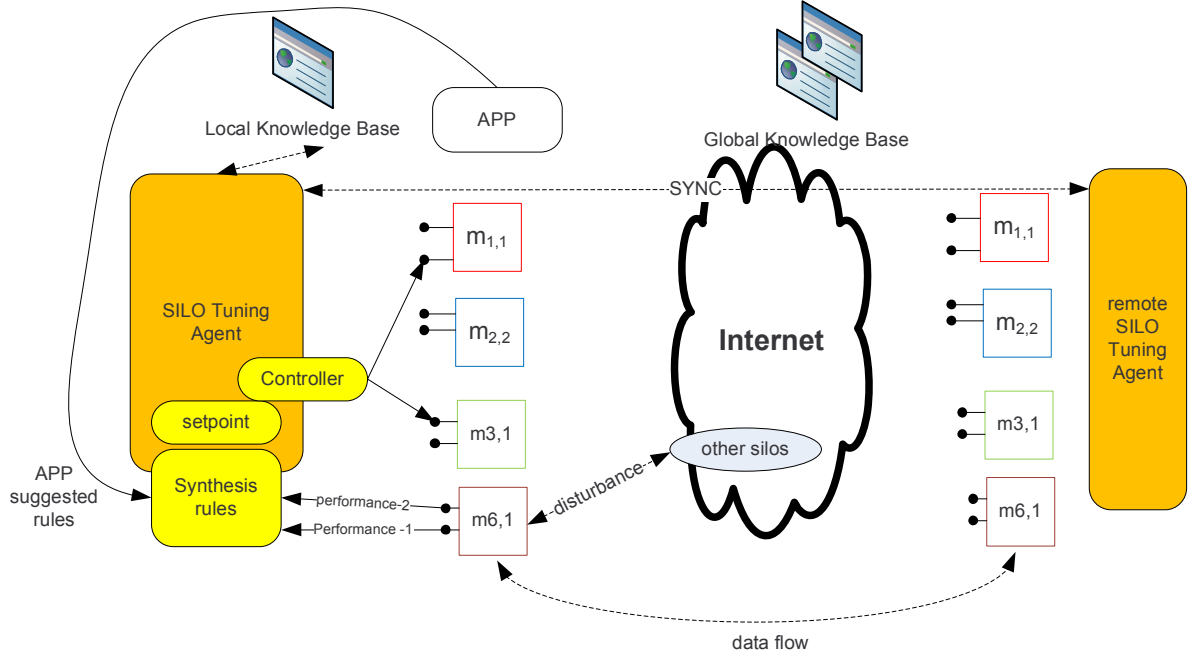 APP
Local Knowledge Base
Global Knowledge Base
SYNC
m1,1
m1,1
SILO Tuning
Agent
m2,2
Internet
m2,2
remote
SILO
Tuning
Agent
Controller
setpoint
m3,1
m3,1
other silos
APP
suggested
rules
Synthesis
rules
performance-2
Performance -1
m6,1
disturbance
m6,1
data flow